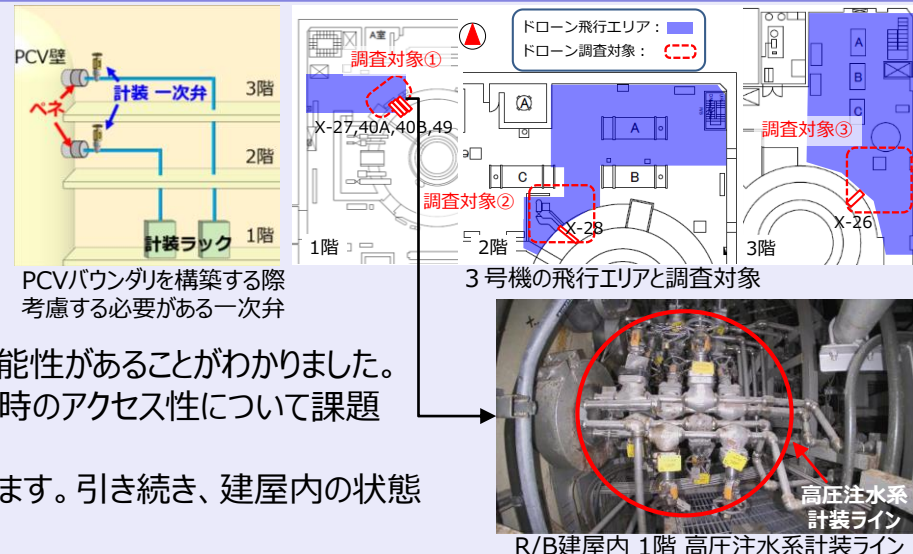 PCV壁
ペネ
計装 一次弁
3階
2階
計装ラック
1階
PCVバウンダリを構築する際
考慮する必要がある一次弁
A室
調査対象①
X-27,40A,40B,49
1階
ドローン飛行エリア：
ドローン調査対象：
A
A
C
B
調査対象②
X-28
2階
A
B
C
調査対象③
X-26
3階
３号機の飛行エリアと調査対象
能性があることがわかりました。
時のアクセス性について課題
ます。引き続き、建屋内の状態
高圧注水系
計装ライン
R/B建屋内 1階 高圧注水系計装ライン